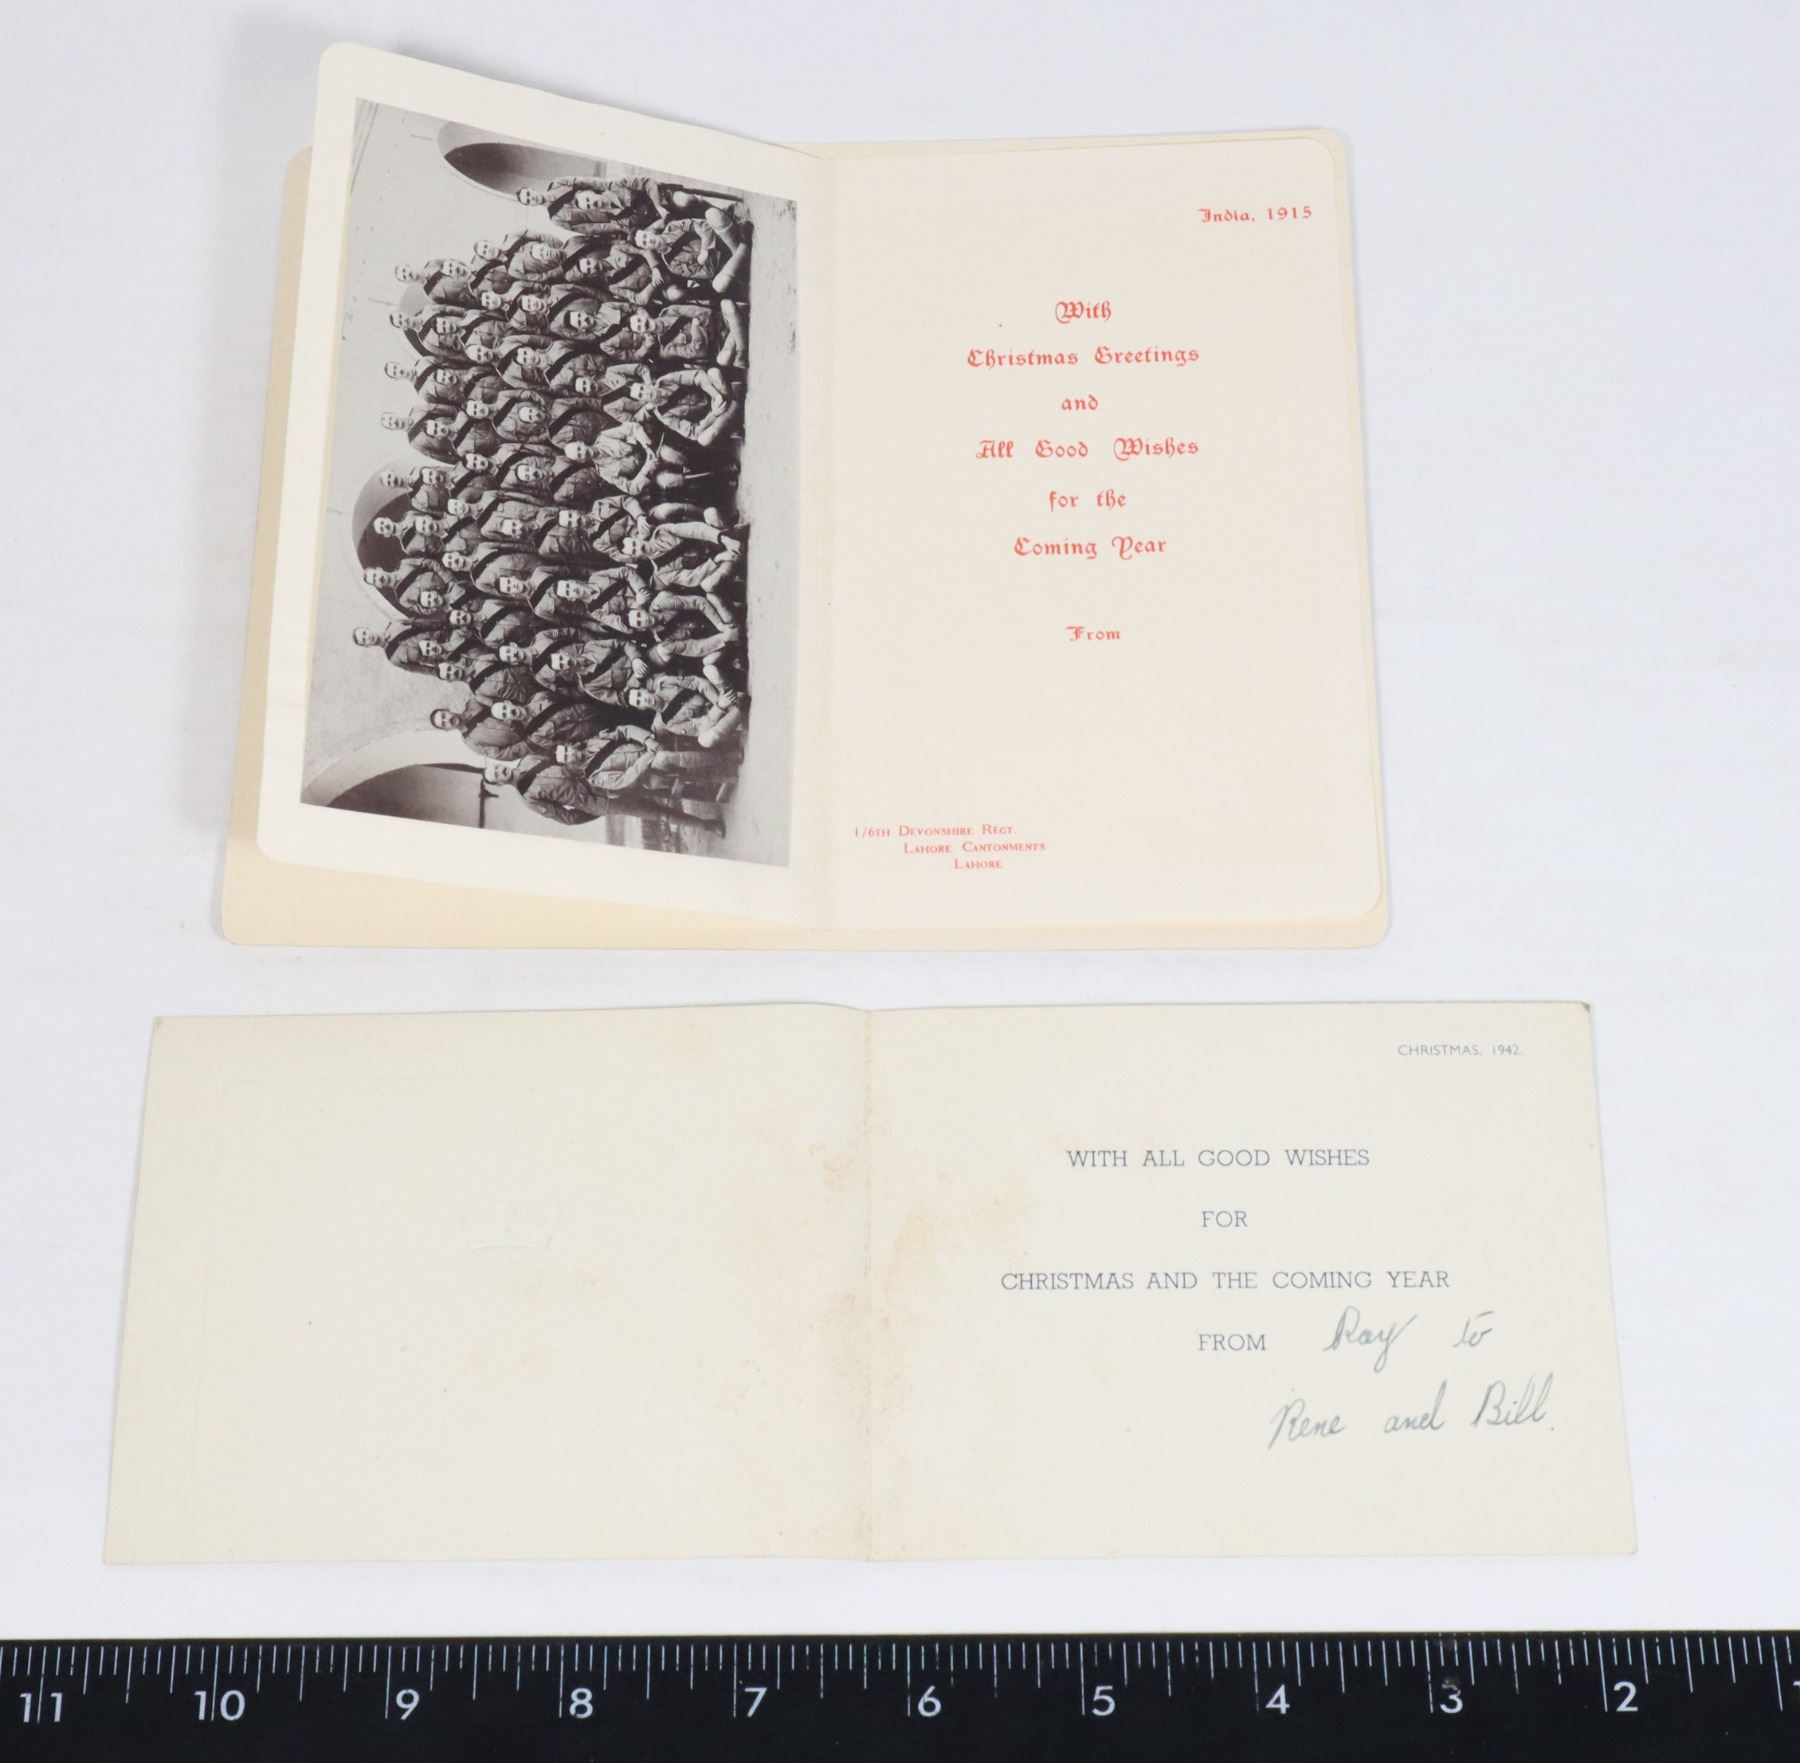 India, 1915
With
Christmas Greetings
and
All Good Wishes
for the
Coming Year
From
1/6TH DEVONSHIRE REGT.
LAHORE CANTONMENTS
LAHORE
CHRISTMAS, 1942.
WITH ALL GOOD WISHES
FOR
CHRISTMAS AND THE COMING YEAR
FROM Ray to
Rene and Bill.
11 10 9 8 7 6 5 4 3 2 1